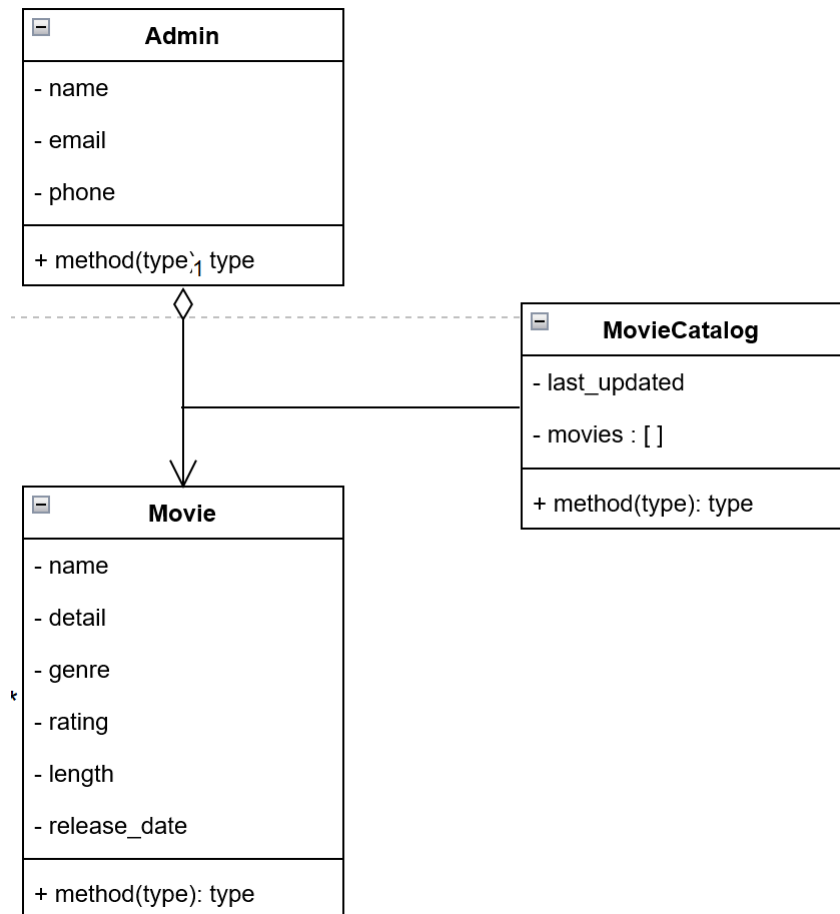 Admin
- name
- email
- phone
+ method(type): type
1
MovieCatalog
- last_updated
- movies : [ ]
+ method(type): type
Movie
- name
- detail
- genre
- rating
- length
- release_date
+ method(type): type
*